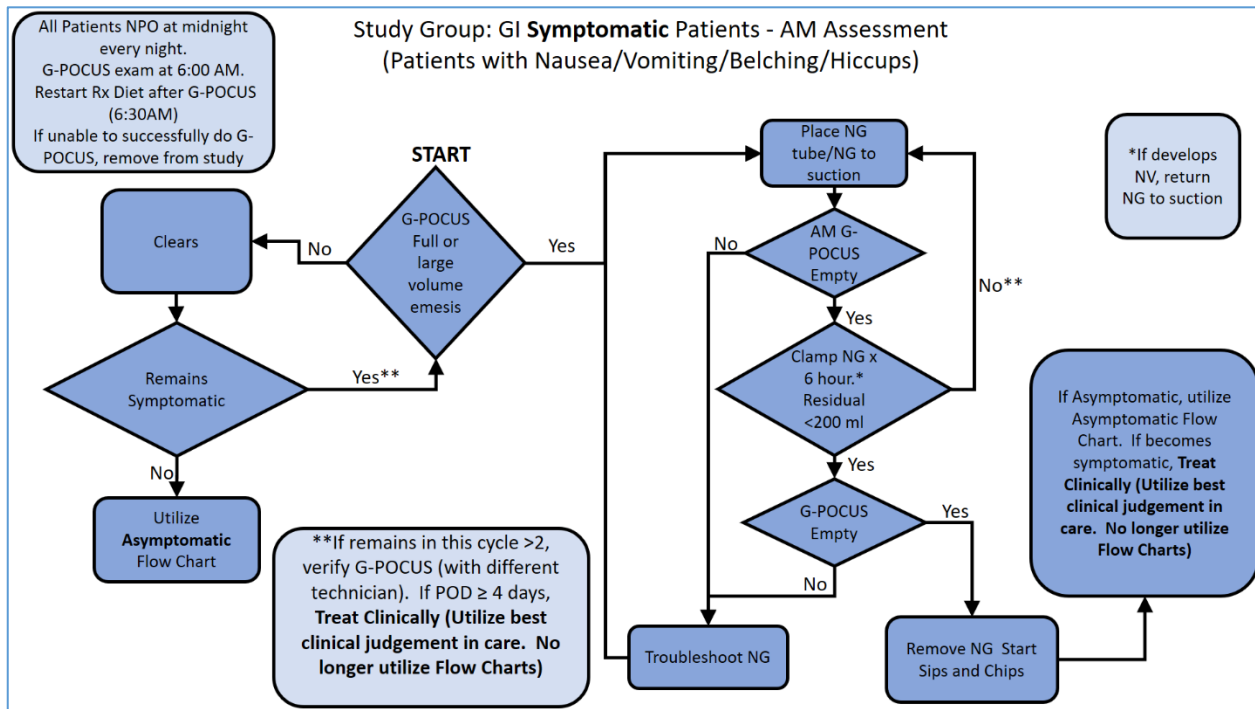 All Patients NPO at midnight
every night.
G-POCUS exam at 6:00 AM.
Restart Rx Diet after G-POCUS
(6:30AM)
If unable to successfully do G-
POCUS, remove from study
Study Group: GI Symptomatic Patients - AM Assessment
(Patients with Nausea/Vomiting/Belching/Hiccups)
START
G-POCUS
Full or
large
volume
emesis
No
Yes
Clears
Remains
Symptomatic
Yes**
No
Utilize
Asymptomatic
Flow Chart
**If remains in this cycle >2,
verify G-POCUS (with different
technician). If POD ≥ 4 days,
Treat Clinically (Utilize best
clinical judgement in care. No
longer utilize Flow Charts)
Place NG
tube/NG to
suction
AM G-
POCUS
Empty
No
Yes
No**
Clamp NG x
6 hour.*
Residual
<200 ml
Yes
G-POCUS
Empty
Yes
No
Troubleshoot NG
Remove NG Start
Sips and Chips
*If develops
NV, return
NG to suction
If Asymptomatic, utilize
Asymptomatic Flow
Chart. If becomes
symptomatic, Treat
Clinically (Utilize best
clinical judgement in
care. No longer utilize
Flow Charts)